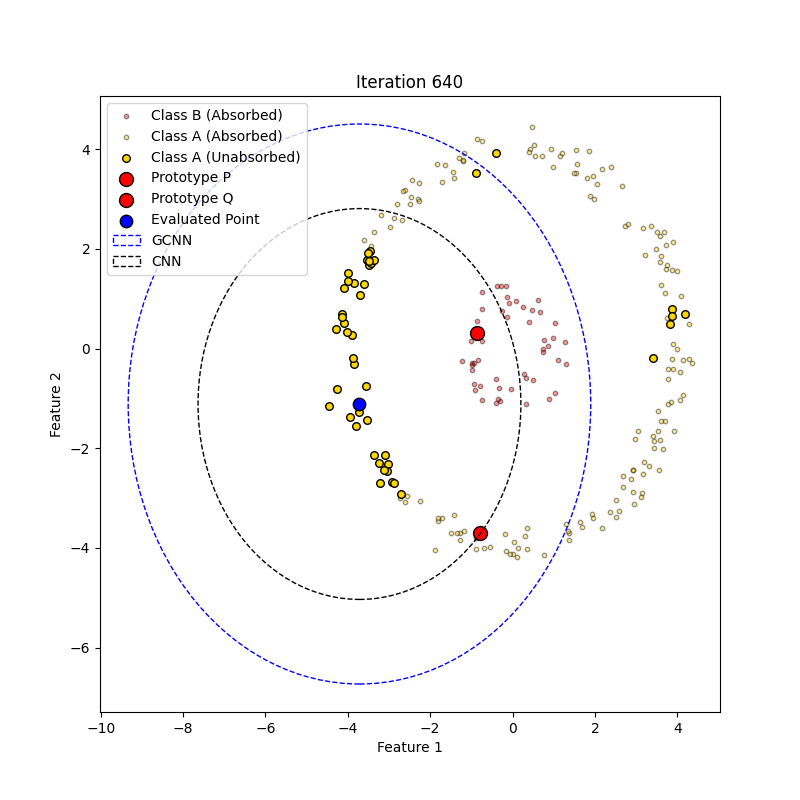 Iteration 640
Class B (Absorbed)
Class A (Absorbed)
Class A (Unabsorbed)
Prototype P
Prototype Q
Evaluated Point
GCNN
CNN
Feature 2
4
2
0
−2
−4
−6
−10
−8
−6
−4
−2
0
2
4
Feature 1